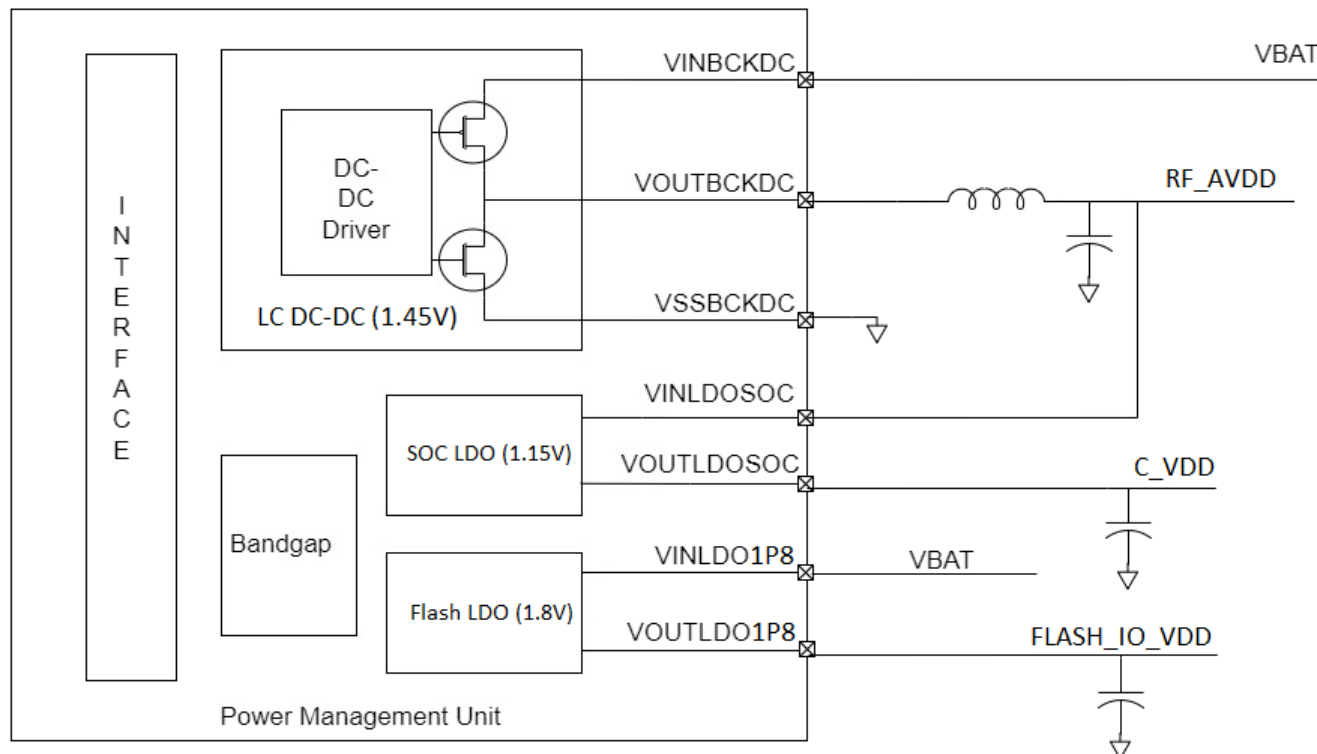 VINBCKDC
VBAT
DC-
DC
Driver
VOUTBCKDC
RF_AVDD
I
N
T
E
R
F
A
C
E
LC DC-DC (1.45V)
VSSBCKDC
VINLDOSOC
SOC LDO (1.15V)
VOUTLDOSOC
C_VDD
Bandgap
VINLDO1P8
VBAT
Flash LDO (1.8V)
VOUTLDO1P8
FLASH_IO_VDD
Power Management Unit